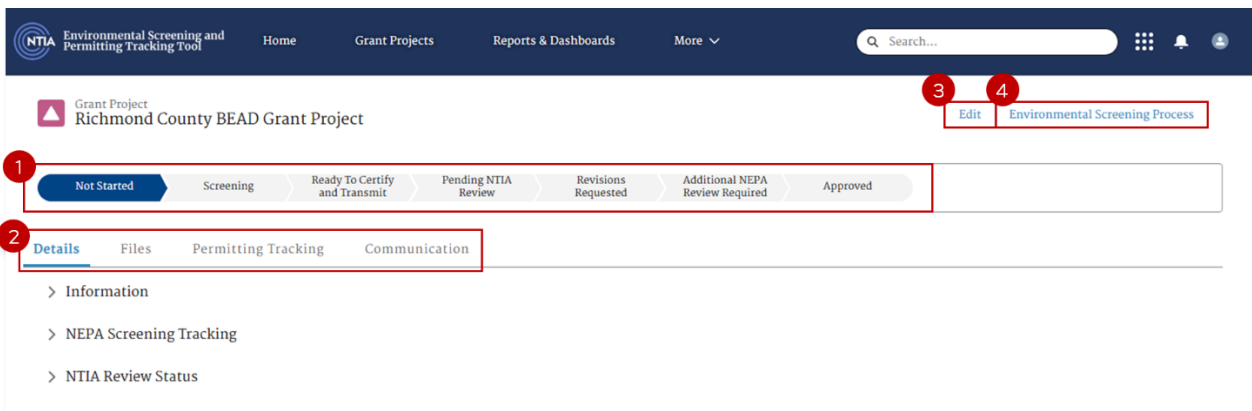 NTIA
Environmental Screening and
Permitting Tracking Tool
Home
Grant Projects
Reports & Dashboards
More
Search...
Grant Project
Richmond County BEAD Grant Project
3
Edit
4
Environmental Screening Process
1
Not Started
Screening
Ready To Certify
and Transmit
Pending NTIA
Review
Revisions
Requested
Additional NEPA
Review Required
Approved
2
Details
Files
Permitting Tracking
Communication
Information
NEPA Screening Tracking
NTIA Review Status